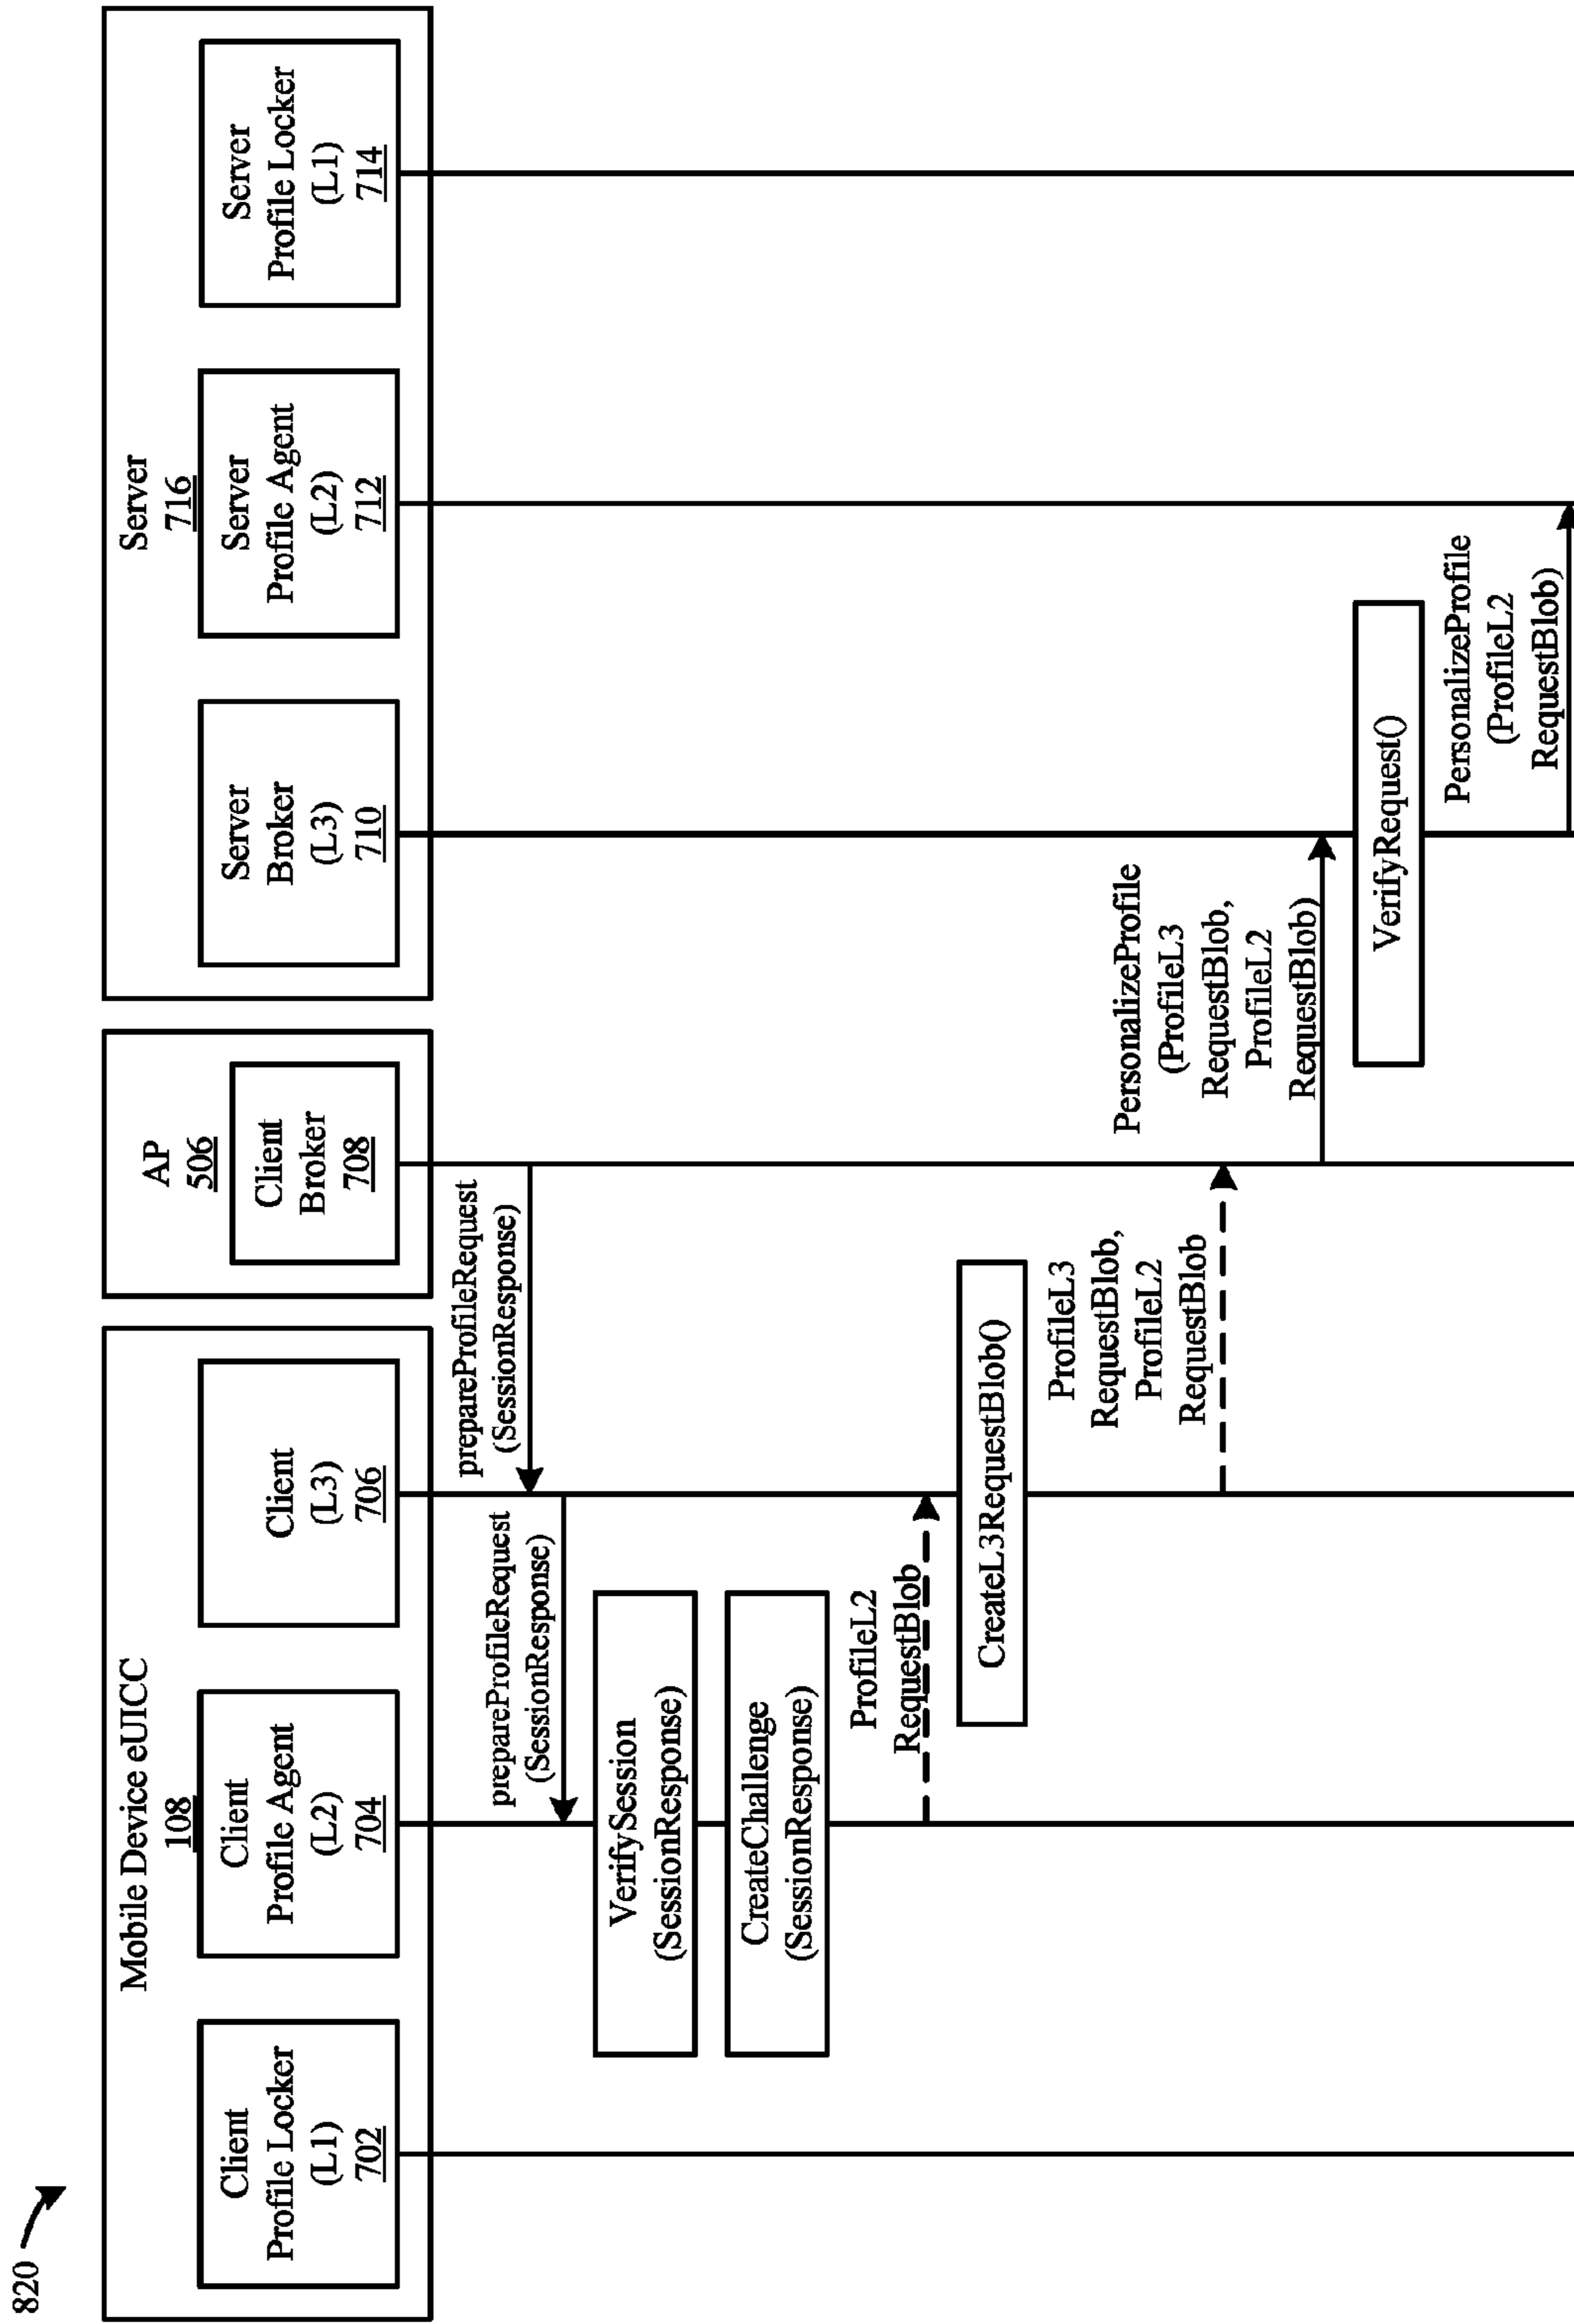 820
Mobile Device eUICC
108
Client
Profile Locker
(L1)
702
Client
Profile Agent
(L2)
704
Client
(L3)
706
AP
506
Client
Broker
708
Server
716
Server
Broker
(L3)
710
Server
Profile Agent
(L2)
712
Server
Profile Locker
(L1)
714
prepareProfileRequest
(SessionResponse)
prepareProfileRequest
(SessionResponse)
VerifySession
(SessionResponse)
CreateChallenge
(SessionResponse)
ProfileL2
RequestBlob
CreateL3RequestBlob()
ProfileL3
RequestBlob,
ProfileL2
RequestBlob
PersonalizeProfile
(ProfileL3
RequestBlob,
ProfileL2
RequestBlob)
VerifyRequest()
PersonalizeProfile
(ProfileL2
RequestBlob)